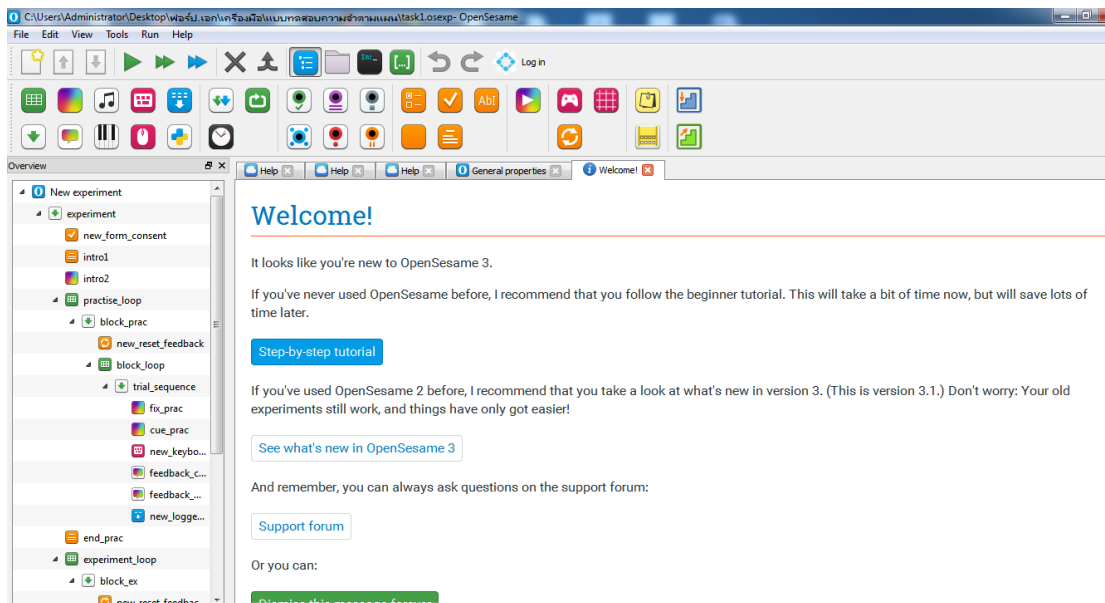 C:\Users\Administrator\Desktop\ฟอร์ป.เอก\เครื่องมือ\แบบทดสอบความจำตามแผน\task1.osexp- OpenSesame
File Edit View Tools Run Help
Log in
AbI
Overview
Help Help Help General properties Welcome!
New experiment
experiment
new_form_consent
intro1
intro2
practise_loop
block_prac
new_reset_feedback
block_loop
trial_sequence
fix_prac
cue_prac
new_keybo...
feedback_c...
feedback_...
new_logge...
end_prac
experiment_loop
block_ex
new_reset_feedbac
Welcome!
It looks like you're new to OpenSesame 3.
If you've never used OpenSesame before, I recommend that you follow the beginner tutorial. This will take a bit of time now, but will save lots of
time later.
Step-by-step tutorial
If you've used OpenSesame 2 before, I recommend that you take a look at what's new in version 3. (This is version 3.1.) Don't worry: Your old
experiments still work, and things have only got easier!
See what's new in OpenSesame 3
And remember, you can always ask questions on the support forum:
Support forum
Or you can:
Dismiss this message forever